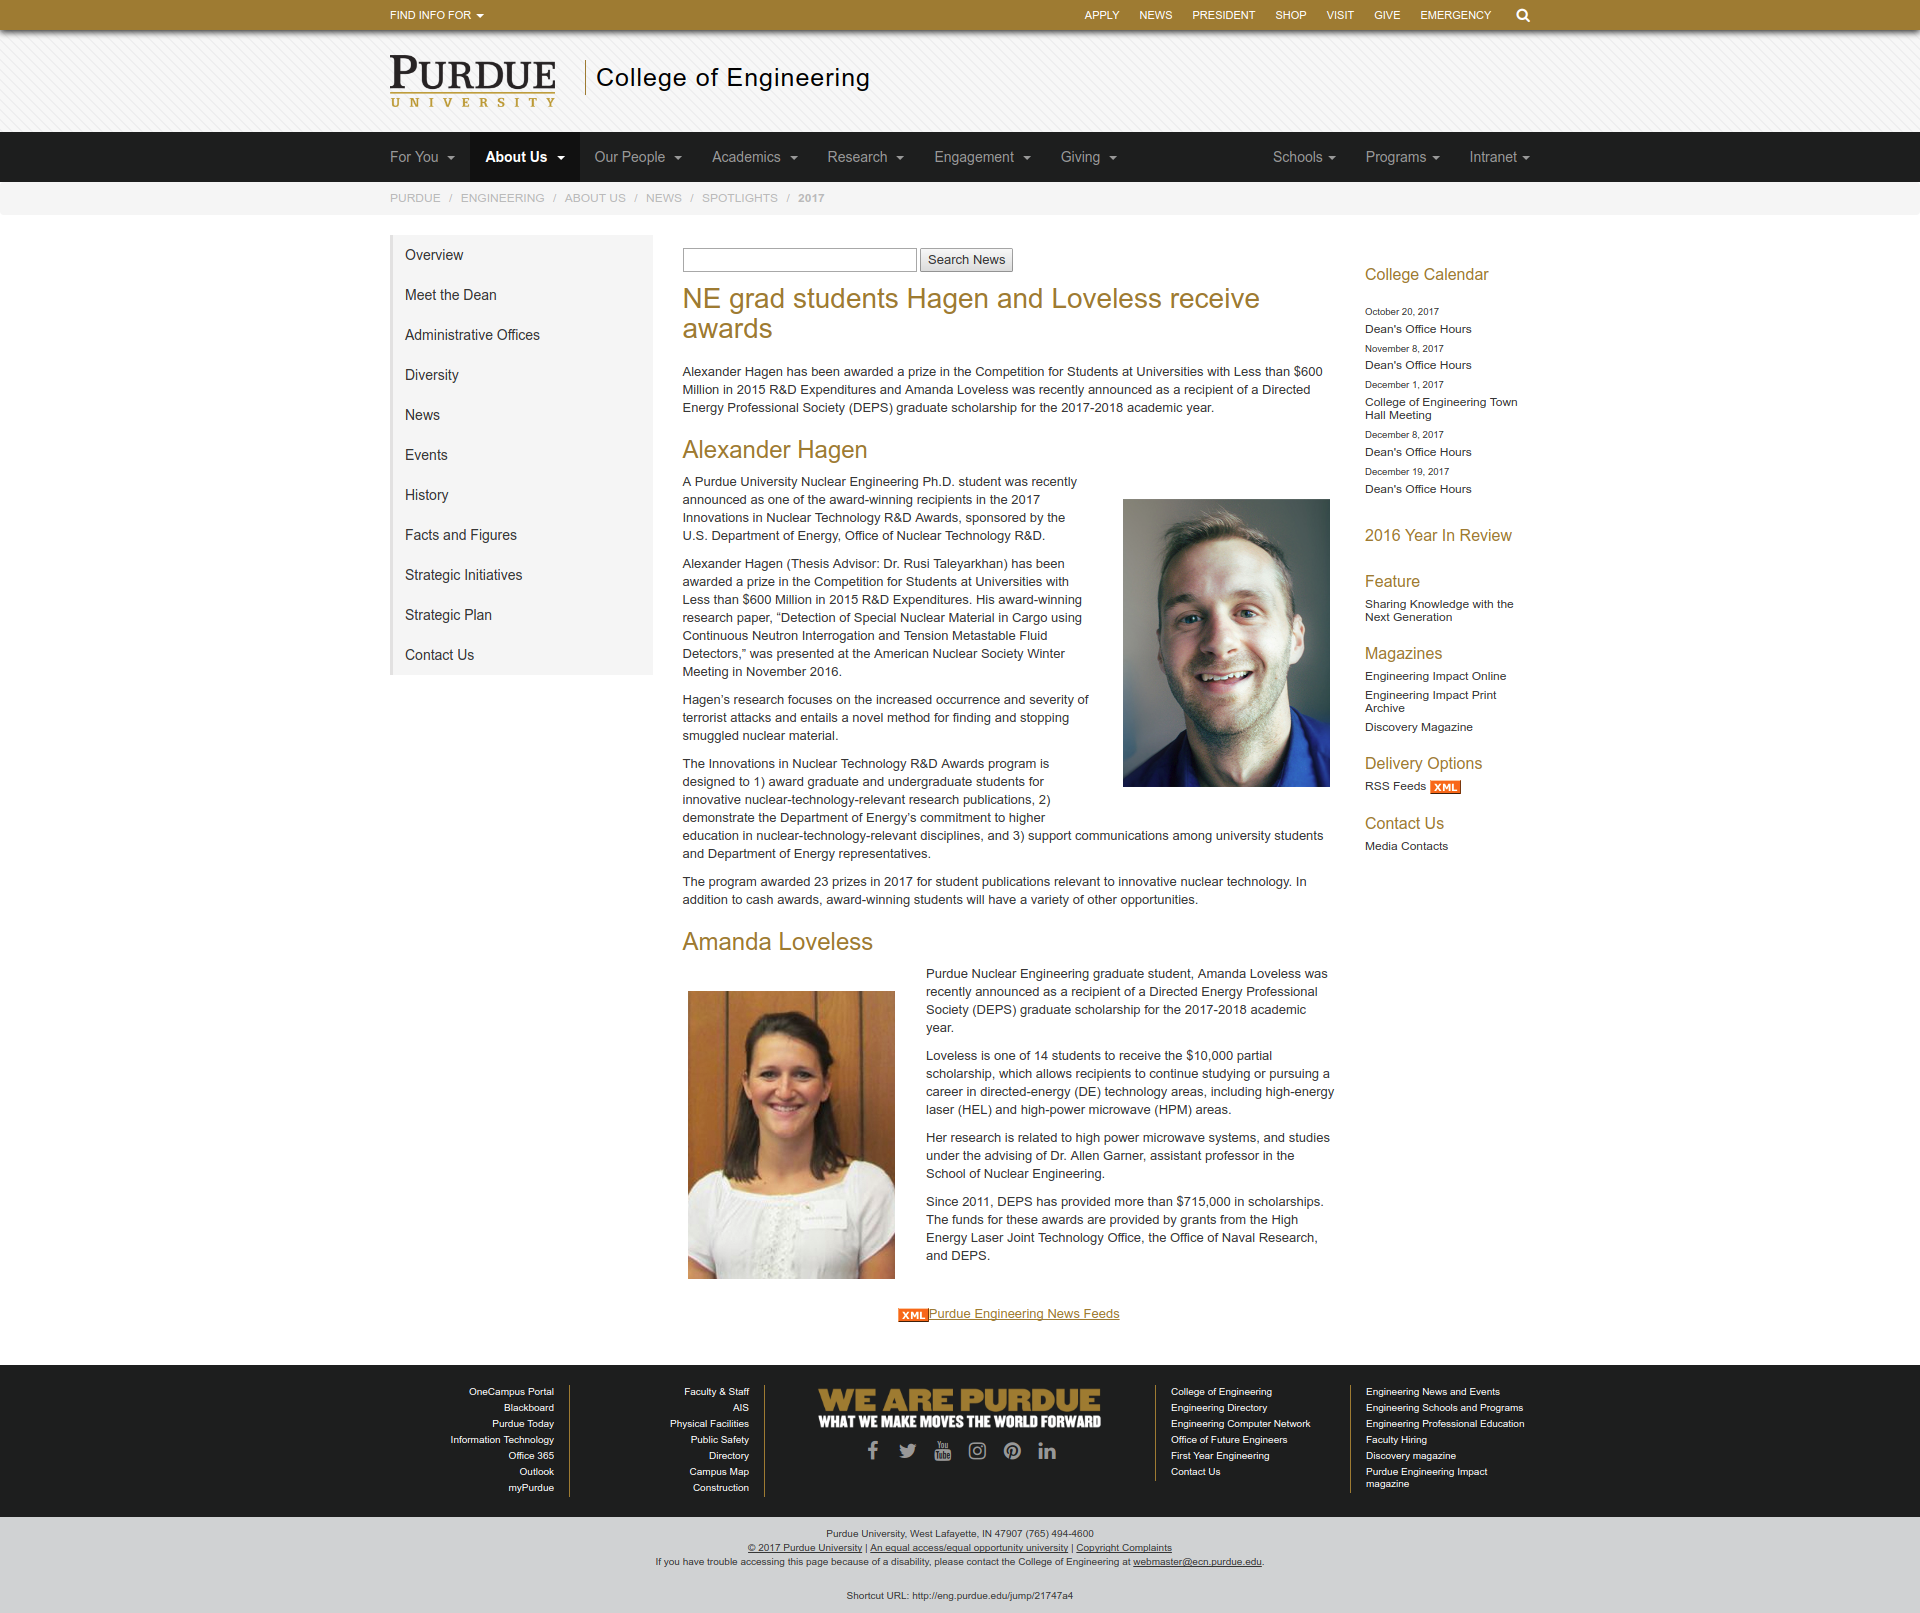 FIND INFO FOR
APPLY NEWS PRESIDENT SHOP VISIT GIVE EMERGENCY
PURDUE
UNIVERSITY
College of Engineering
For You About Us Our People Academics Research Engagement Giving Schools Programs Intranet
PURDUE / ENGINEERING / ABOUT US / NEWS / SPOTLIGHTS / 2017
Overview
Meet the Dean
Administrative Offices
Diversity
News
Events
History
Facts and Figures
Strategic Initiatives
Strategic Plan
Contact Us
Search News
NE grad students Hagen and Loveless receive
awards
Alexander Hagen has been awarded a prize in the Competition for Students at Universities with Less than $600
Million in 2015 R&D Expenditures and Amanda Loveless was recently announced as a recipient of a Directed
Energy Professional Society (DEPS) graduate scholarship for the 2017-2018 academic year.
Alexander Hagen
A Purdue University Nuclear Engineering Ph.D. student was recently
announced as one of the award-winning recipients in the 2017
Innovations in Nuclear Technology R&D Awards, sponsored by the
U.S. Department of Energy, Office of Nuclear Technology R&D.
Alexander Hagen (Thesis Advisor: Dr. Rusi Taleyarkhan) has been
awarded a prize in the Competition for Students at Universities with
Less than $600 Million in 2015 R&D Expenditures. His award-winning
research paper, “Detection of Special Nuclear Material in Cargo using
Continuous Neutron Interrogation and Tension Metastable Fluid
Detectors,” was presented at the American Nuclear Society Winter
Meeting in November 2016.
Hagen’s research focuses on the increased occurrence and severity of
terrorist attacks and entails a novel method for finding and stopping
smuggled nuclear material.
The Innovations in Nuclear Technology R&D Awards program is
designed to 1) award graduate and undergraduate students for
innovative nuclear-technology-relevant research publications, 2)
demonstrate the Department of Energy’s commitment to higher
education in nuclear-technology-relevant disciplines, and 3) support communications among university students
and Department of Energy representatives.
The program awarded 23 prizes in 2017 for student publications relevant to innovative nuclear technology. In
addition to cash awards, award-winning students will have a variety of other opportunities.
Amanda Loveless
Purdue Nuclear Engineering graduate student, Amanda Loveless was
recently announced as a recipient of a Directed Energy Professional
Society (DEPS) graduate scholarship for the 2017-2018 academic
year.
Loveless is one of 14 students to receive the $10,000 partial
scholarship, which allows recipients to continue studying or pursuing a
career in directed-energy (DE) technology areas, including high-energy
laser (HEL) and high-power microwave (HPM) areas.
Her research is related to high power microwave systems, and studies
under the advising of Dr. Allen Garner, assistant professor in the
School of Nuclear Engineering.
Since 2011, DEPS has provided more than $715,000 in scholarships.
The funds for these awards are provided by grants from the High
Energy Laser Joint Technology Office, the Office of Naval Research,
and DEPS.
XML Purdue Engineering News Feeds
College Calendar
October 20, 2017
Dean's Office Hours
November 8, 2017
Dean's Office Hours
December 1, 2017
College of Engineering Town
Hall Meeting
December 8, 2017
Dean's Office Hours
December 19, 2017
Dean's Office Hours
2016 Year In Review
Feature
Sharing Knowledge with the
Next Generation
Magazines
Engineering Impact Online
Engineering Impact Print
Archive
Discovery Magazine
Delivery Options
RSS Feeds XML
Contact Us
Media Contacts
OneCampus Portal
Blackboard
Purdue Today
Information Technology
Office 365
Outlook
myPurdue
Faculty & Staff
AIS
Physical Facilities
Public Safety
Directory
Campus Map
Construction
WE ARE PURDUE
WHAT WE MAKE MOVES THE WORLD FORWARD
You Tube
College of Engineering
Engineering Directory
Engineering Computer Network
Office of Future Engineers
First Year Engineering
Contact Us
Engineering News and Events
Engineering Schools and Programs
Engineering Professional Education
Faculty Hiring
Discovery magazine
Purdue Engineering Impact
magazine
Purdue University, West Lafayette, IN 47907 (765) 494-4600
© 2017 Purdue University | An equal access/equal opportunity university | Copyright Complaints
If you have trouble accessing this page because of a disability, please contact the College of Engineering at webmaster@ecn.purdue.edu.
Shortcut URL: http://eng.purdue.edu/jump/21747a4